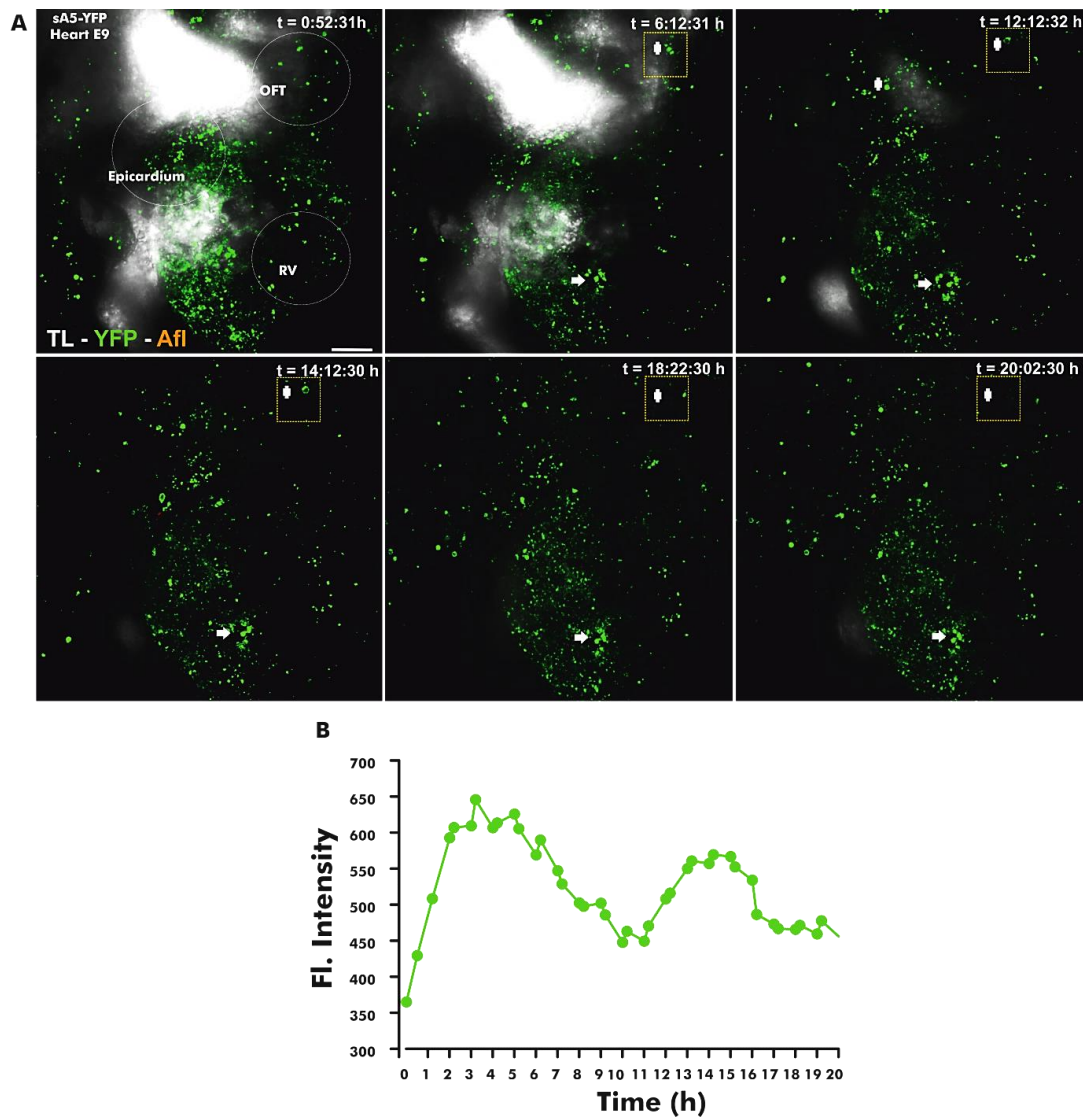 A
sA5-YFP
Heart E9
t = 0:52:31h
OFT
Epicardium
RV
TL - YFP - Afl
t = 6:12:31 h
t = 12:12:32 h
t = 14:12:30 h
t = 18:22:30 h
t = 20:02:30 h
B
Fl. Intensity
700
650
600
550
500
450
400
350
300
0 1 2 3 4 5 6 7 8 9 10 11 12 13 14 15 16 17 18 19 20
Time (h)